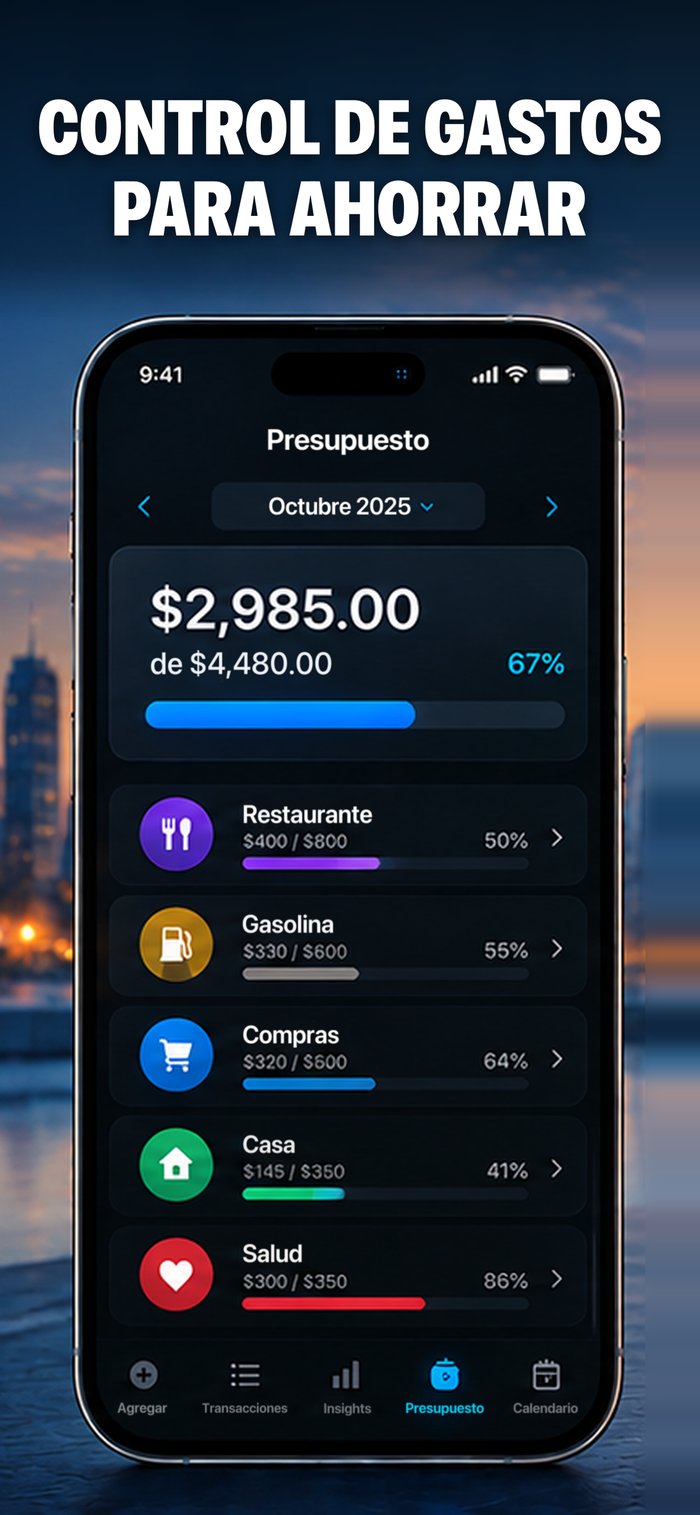 CONTROL DE GASTOS
PARA AHORRAR
9:41
Presupuesto
Octubre 2025
$2,985.00
de $4,480.00
67%
Restaurante
$400 / $800
50%
Gasolina
$330 / $600
55%
Compras
$320 / $600
64%
Casa
$145 / $350
41%
Salud
$300 / $350
86%
Agregar
Transacciones
Insights
Presupuesto
Calendario